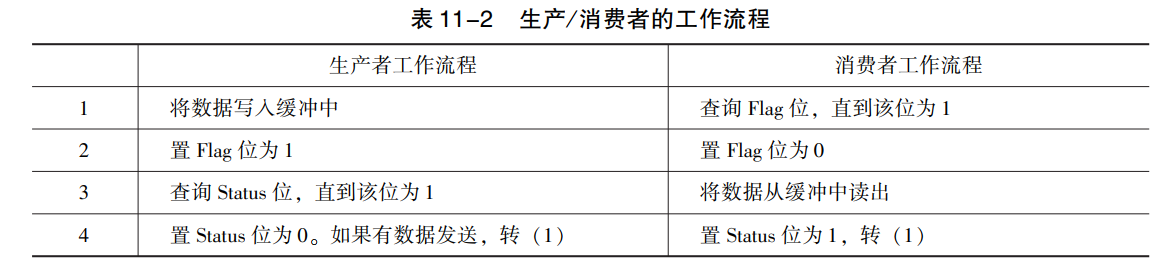 表 11-2 生产/消费者的工作流程
生产者工作流程 消费者工作流程
1 将数据写入缓冲中 查询 Flag 位，直到该位为 1
2 置 Flag 位为 1 置 Flag 位为 0
3 查询 Status 位，直到该位为 1 将数据从缓冲中读出
4 置 Status 位为 0。如果有数据发送，转（1） 置 Status 位为 1，转（1）